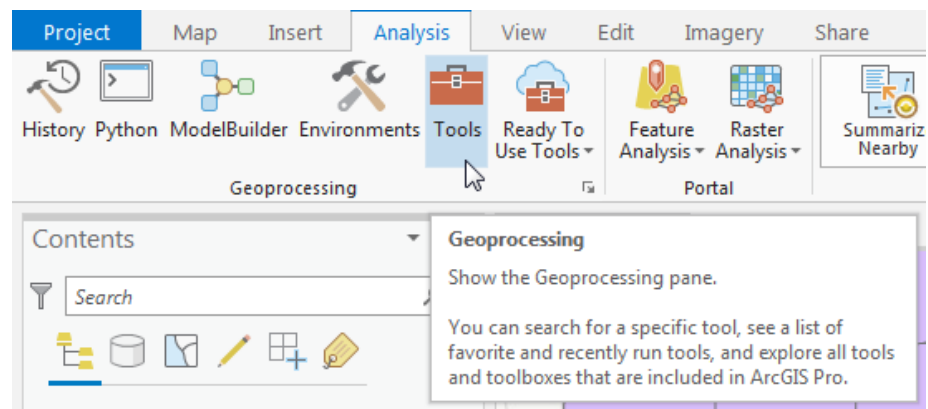 Project Map Insert Analysis View Edit Imagery Share
History Python ModelBuilder Environments Tools Ready To Use Tools Feature Analysis Raster Analysis Summariz Nearby
Geoprocessing Portal
Contents
Search
Geoprocessing
Show the Geoprocessing pane.
You can search for a specific tool, see a list of
favorite and recently run tools, and explore all tools
and toolboxes that are included in ArcGIS Pro.